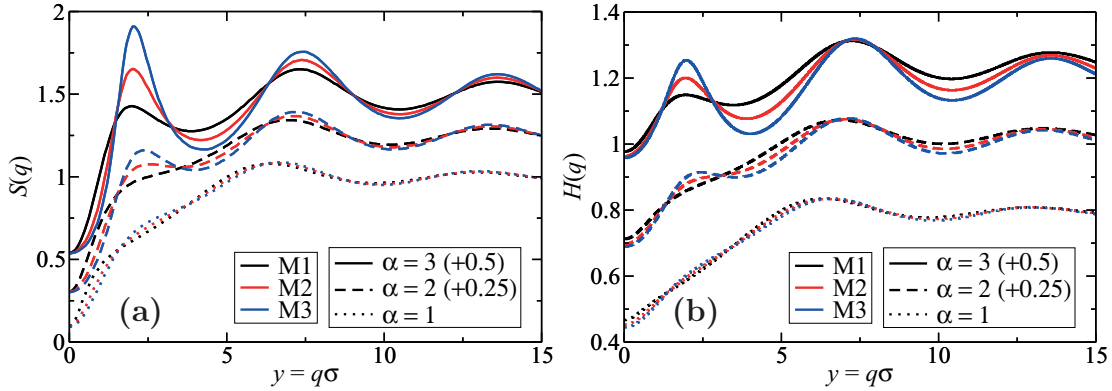 2
1.5
1
0.5
0
S(q)
0 5 10 15
y = qσ
(a)
M1
M2
M3
α = 3 (+0.5)
α = 2 (+0.25)
α = 1
1.4
1.2
1
0.8
0.6
0.4
H(q)
0 5 10 15
y = qσ
(b)
M1
M2
M3
α = 3 (+0.5)
α = 2 (+0.25)
α = 1